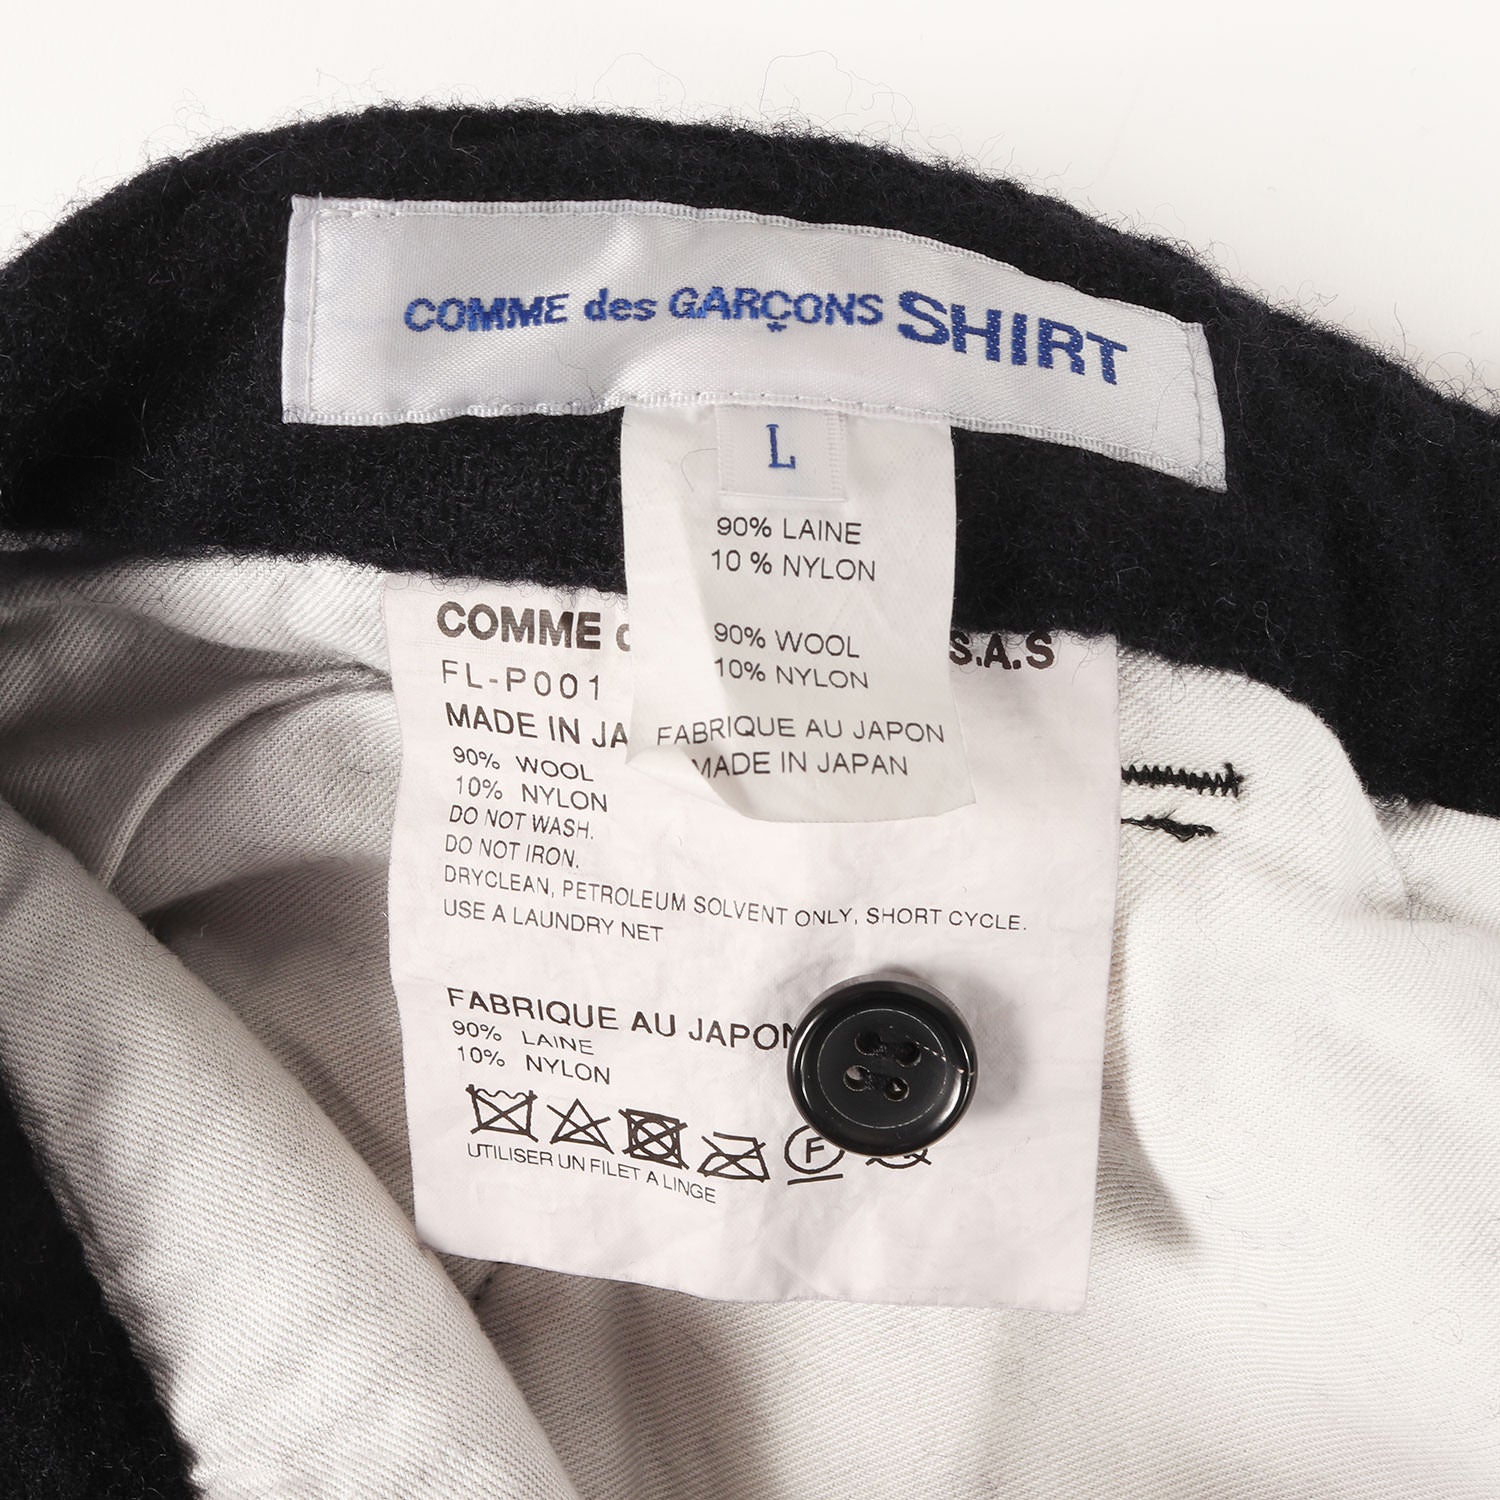 COMME des GARÇONS SHIRT
L
90% LAINE
10 % NYLON
90% WOOL
10% NYLON
FABRIQUE AU JAPON
MADE IN JAPAN
COMME S.A.S
FL-P001
MADE IN JA
90% WOOL
10% NYLON
DO NOT WASH.
DO NOT IRON.
DRYCLEAN, PETROLEUM SOLVENT ONLY, SHORT CYCLE.
USE A LAUNDRY NET
FABRIQUE AU JAPON
90% LAINE
10% NYLON
F
UTILISER UN FILET A LINGE